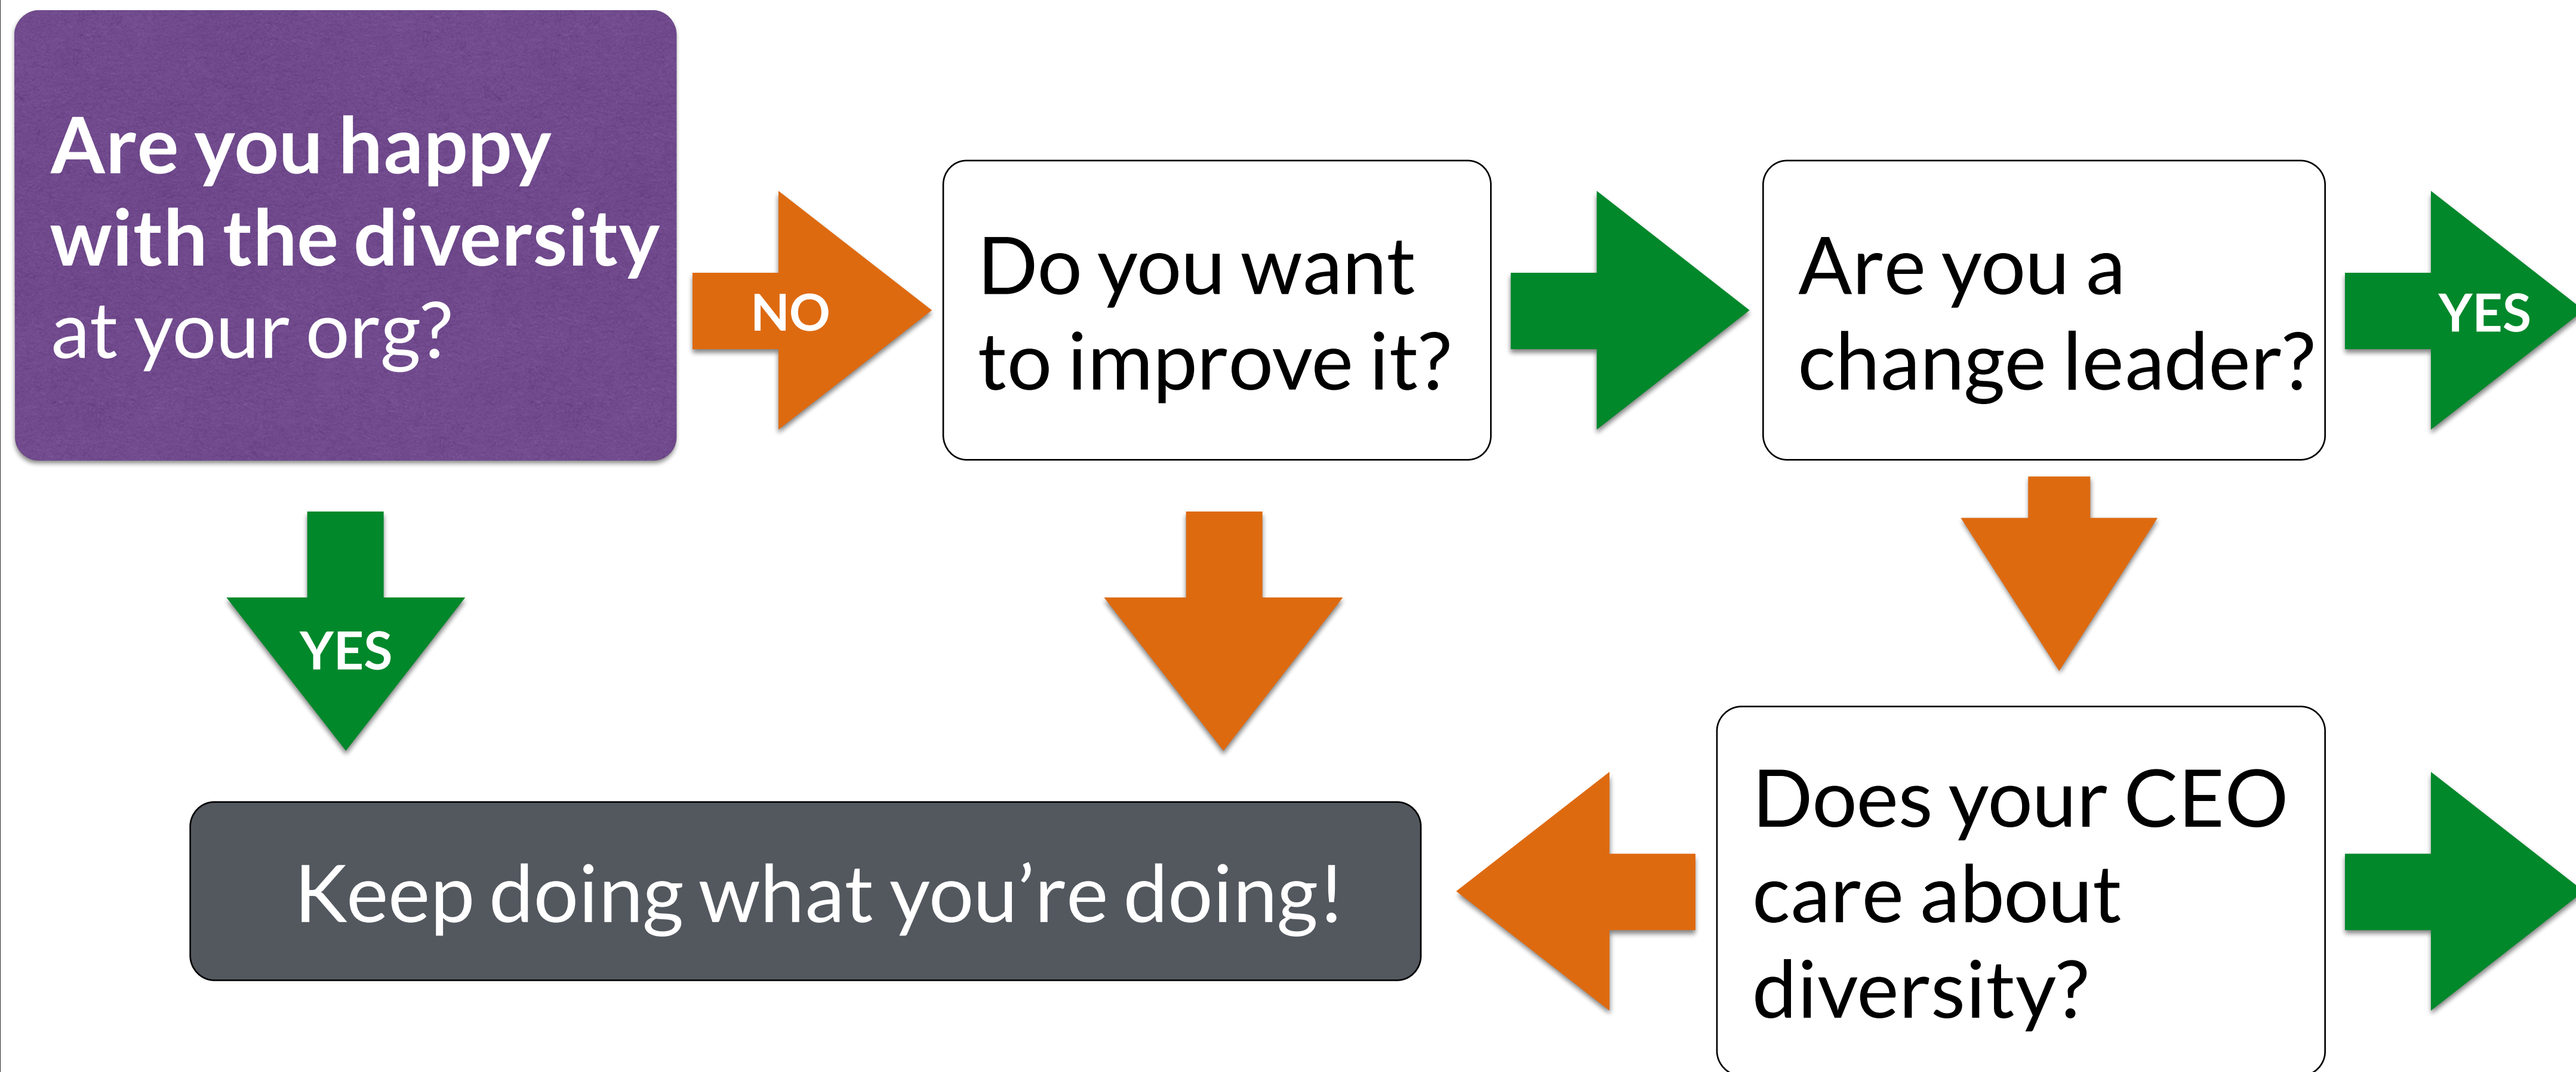 Are you happy
with the diversity
at your org?
NO
Do you want
to improve it?
Are you a
change leader?
YES
YES
Keep doing what you’re doing!
Does your CEO
care about
diversity?